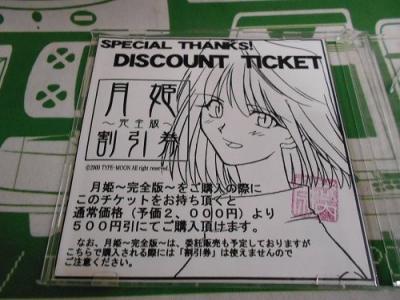 SPECIAL THANKS!
DISCOUNT TICKET
月姫
～完全版～
割引券
©2000 TYPE-MOON All right reserved.
月姫～完全版～をご購入の際に
このチケットをお持ち頂くと
通常価格（予価２、０００円）より
５００円引にてご購入頂けます。
なお、月姫～完全版～は、委託販売も予定しておりますが
こちらで購入される際には「割引券」は使えませんので
ご注意ください。